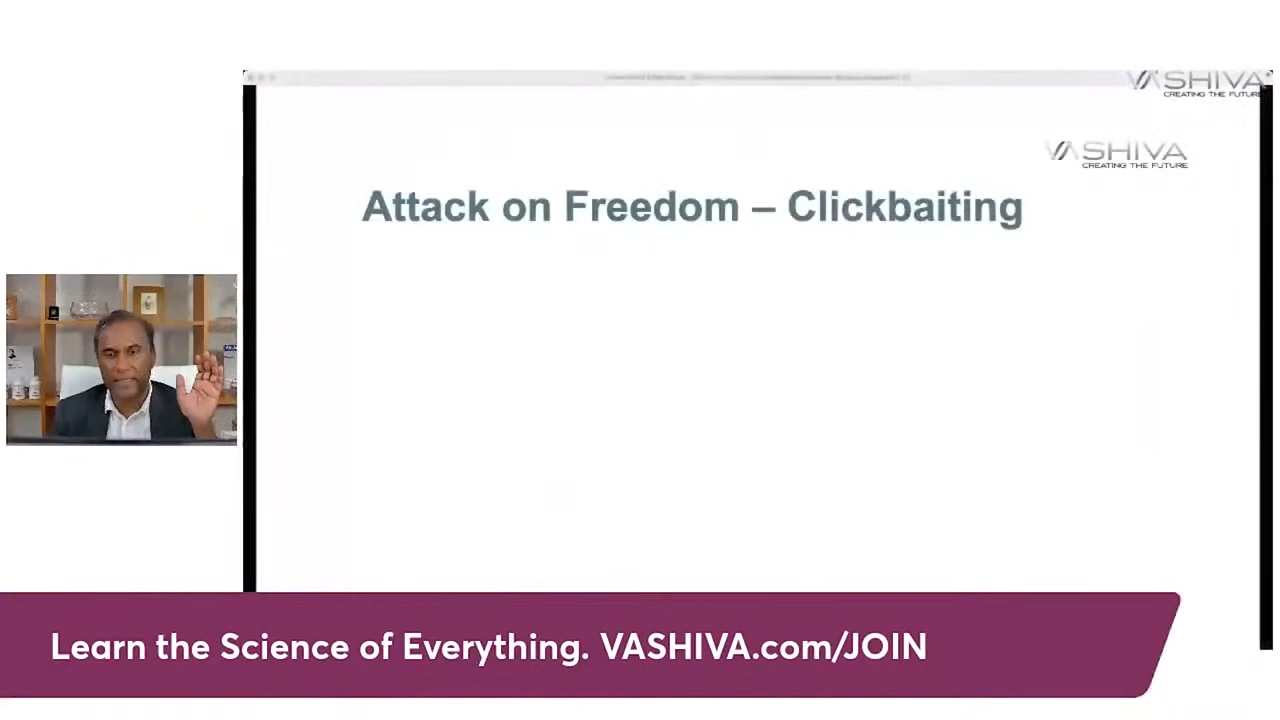 VASHIVA
CREATING THE FUTURE
VASHIVA
CREATING THE FUTURE
Attack on Freedom – Clickbaiting
Learn the Science of Everything. VASHIVA.com/JOIN